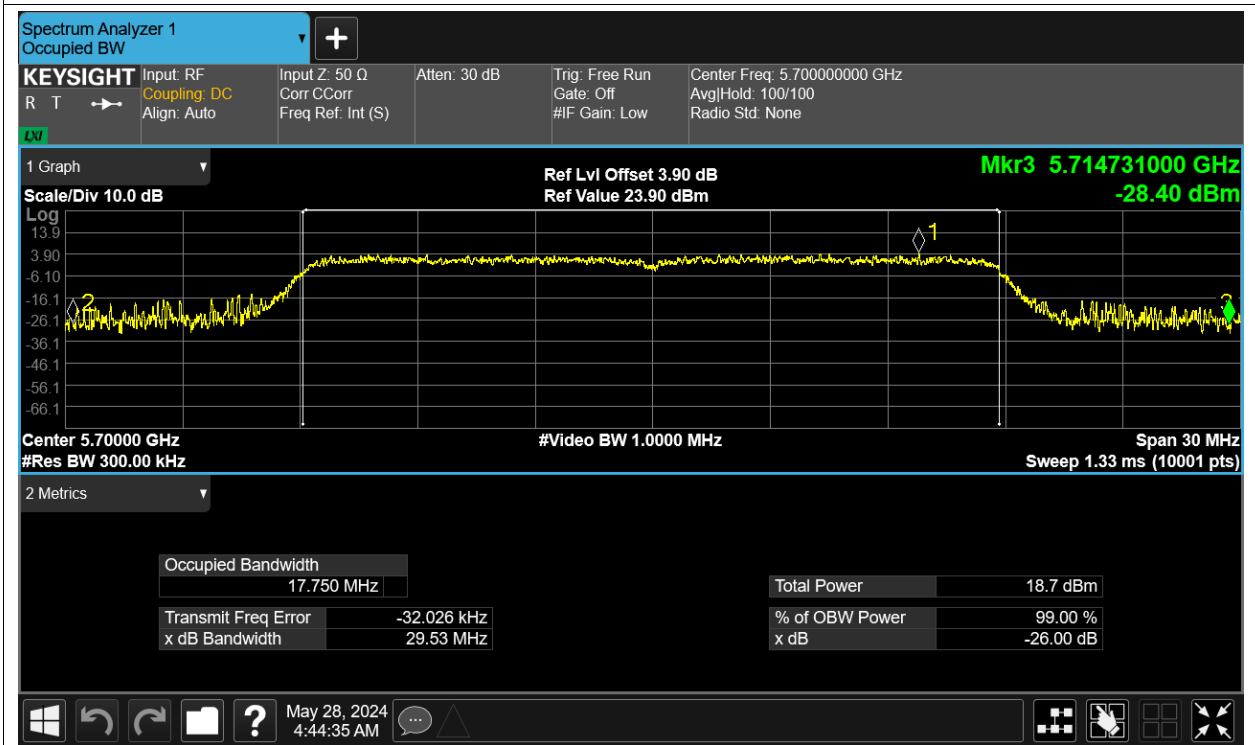 Spectrum Analyzer 1
Occupied BW
KEYSIGHT
R T
LXI
Input: RF
Coupling: DC
Align: Auto
Input Z: 50 Ω
Corr CCorr
Freq Ref: Int (S)
Atten: 30 dB
Trig: Free Run
Gate: Off
#IF Gain: Low
Center Freq: 5.700000000 GHz
Avg|Hold: 100/100
Radio Std: None
1 Graph
Scale/Div 10.0 dB
Ref Lvl Offset 3.90 dB
Ref Value 23.90 dBm
Mkr3 5.714731000 GHz
-28.40 dBm
Log
13.9
3.90
-6.10
-16.1
-26.1
-36.1
-46.1
-56.1
-66.1
1
2
Center 5.70000 GHz
#Res BW 300.00 kHz
#Video BW 1.0000 MHz
Span 30 MHz
Sweep 1.33 ms (10001 pts)
2 Metrics
Occupied Bandwidth
17.750 MHz
Transmit Freq Error -32.026 kHz
x dB Bandwidth 29.53 MHz
Total Power 18.7 dBm
% of OBW Power 99.00 %
x dB -26.00 dB
May 28, 2024
4:44:35 AM